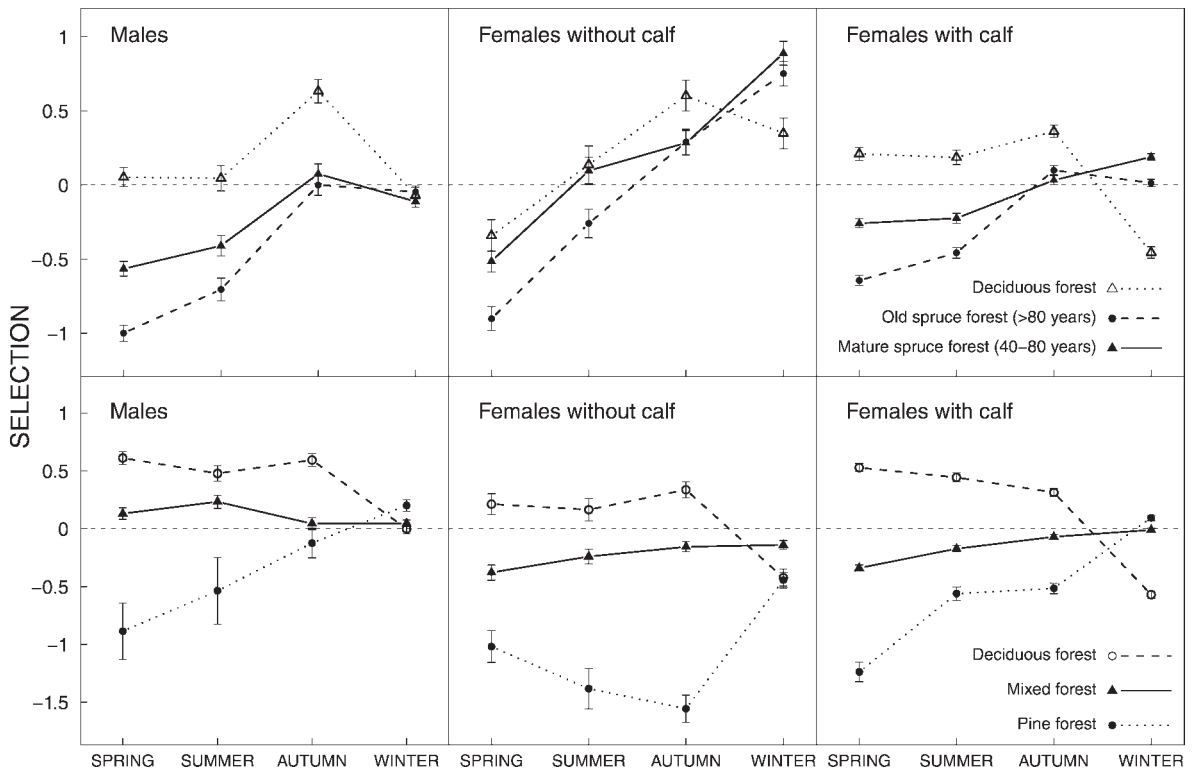 Males
Females without calf
Females with calf
1
0.5
0
−0.5
−1
Deciduous forest
Old spruce forest (>80 years)
Mature spruce forest (40−80 years)
SELECTION
Males
Females without calf
Females with calf
1
0.5
0
−0.5
−1
−1.5
Deciduous forest
Mixed forest
Pine forest
SPRING SUMMER AUTUMN WINTER SPRING SUMMER AUTUMN WINTER SPRING SUMMER AUTUMN WINTER